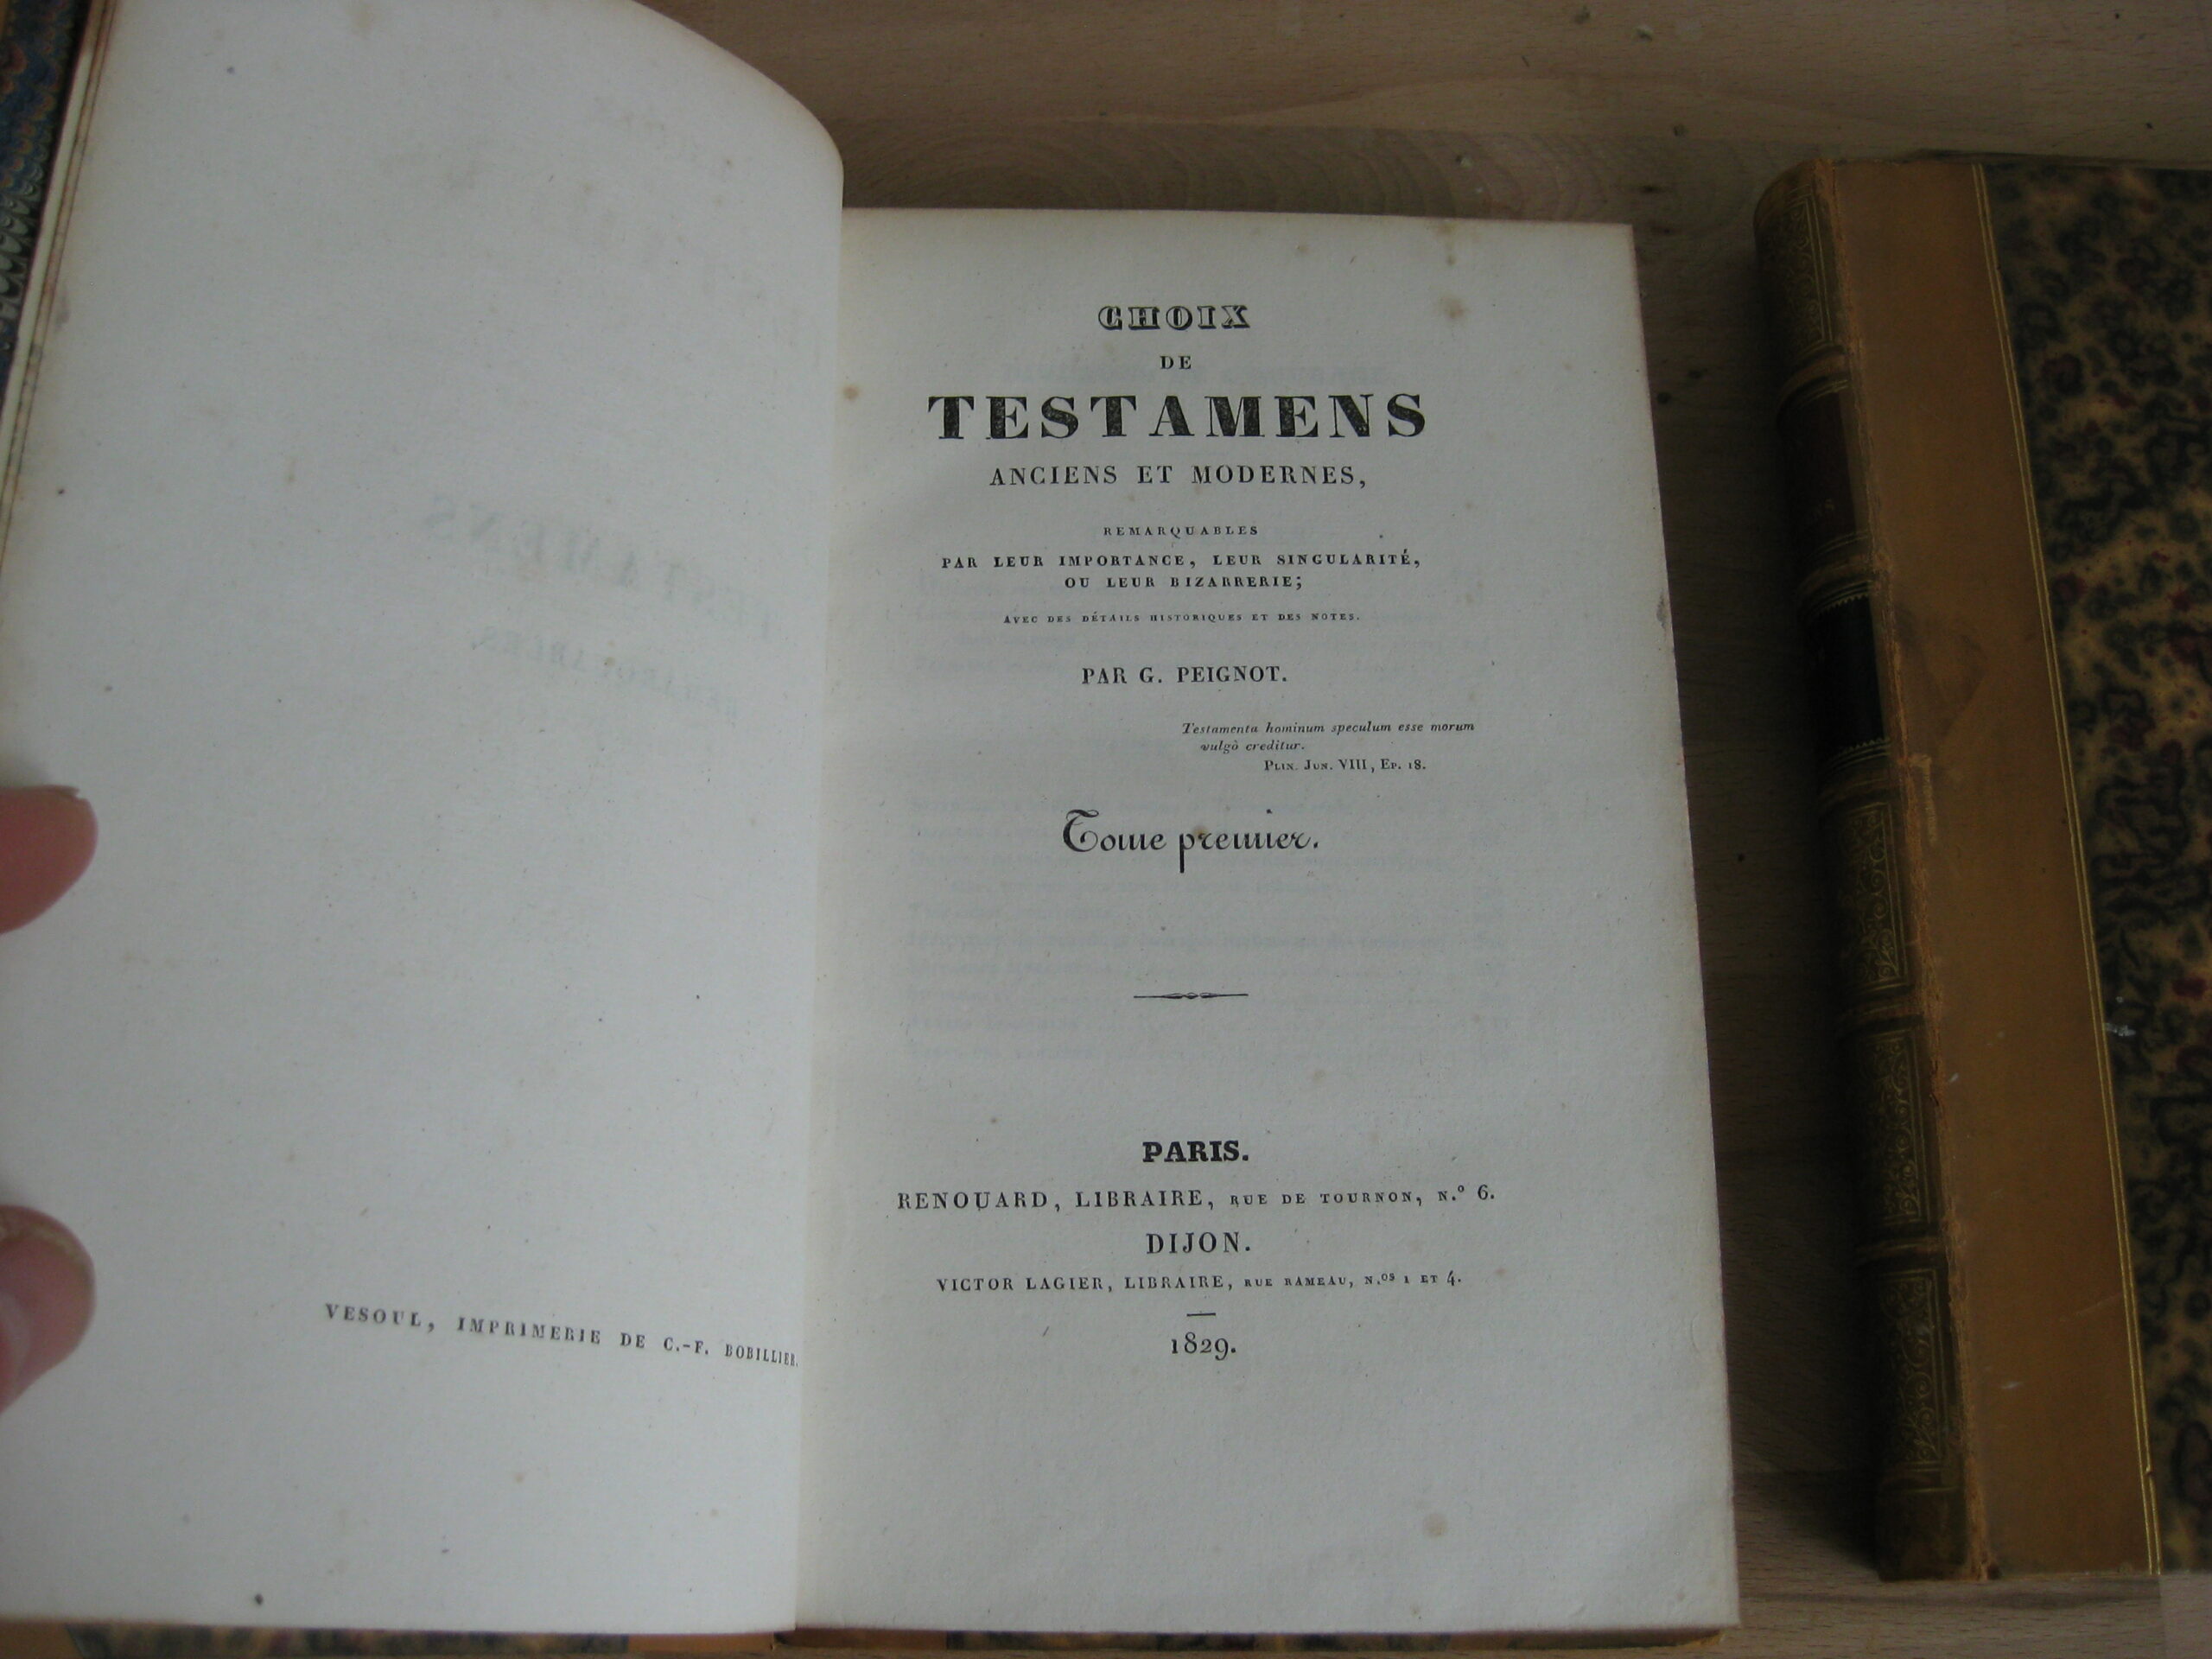 VESOUL, IMPRIMERIE DE C.-F. BOBILLIER.
CHOIX
DE
TESTAMENS
ANCIENS ET MODERNES,
REMARQUABLES
PAR LEUR IMPORTANCE, LEUR SINGULARITÉ,
OU LEUR BIZARRERIE;
AVEC DES DÉTAILS HISTORIQUES ET DES NOTES.
PAR G. PEIGNOT.
Testamenta hominum speculum esse morum
vulgò creditur.
PLIN. JUN. VIII, EP. 18.
Tome premier.
PARIS.
RENOUARD, LIBRAIRE, RUE DE TOURNON, N.º 6.
DIJON.
VICTOR LAGIER, LIBRAIRE, RUE RAMEAU, N.ºˢ 1 ET 4.
1829.